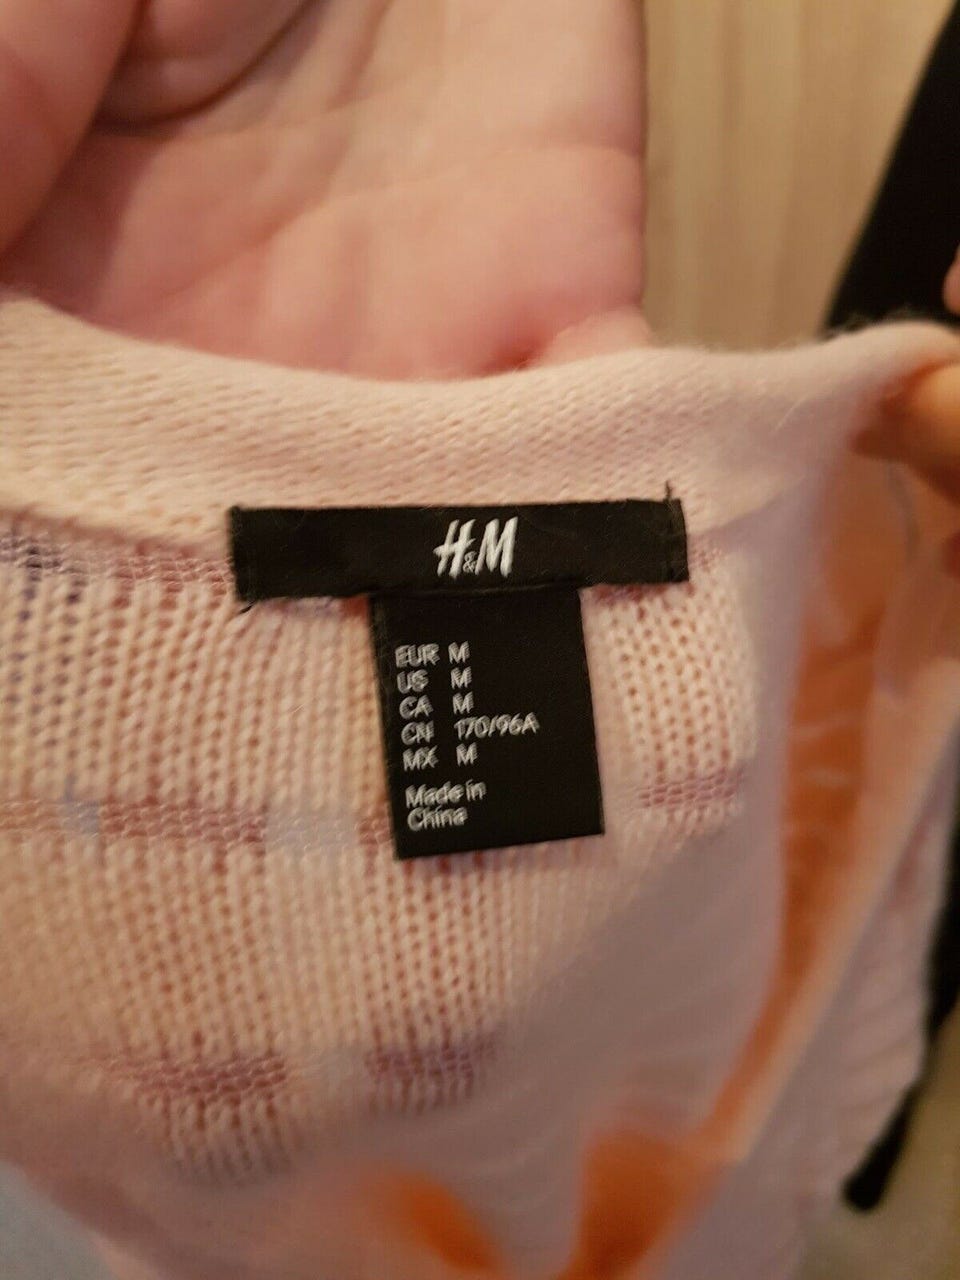 H&M
EUR M
US M
CA M
CN 170/96A
MX M
Made in
China